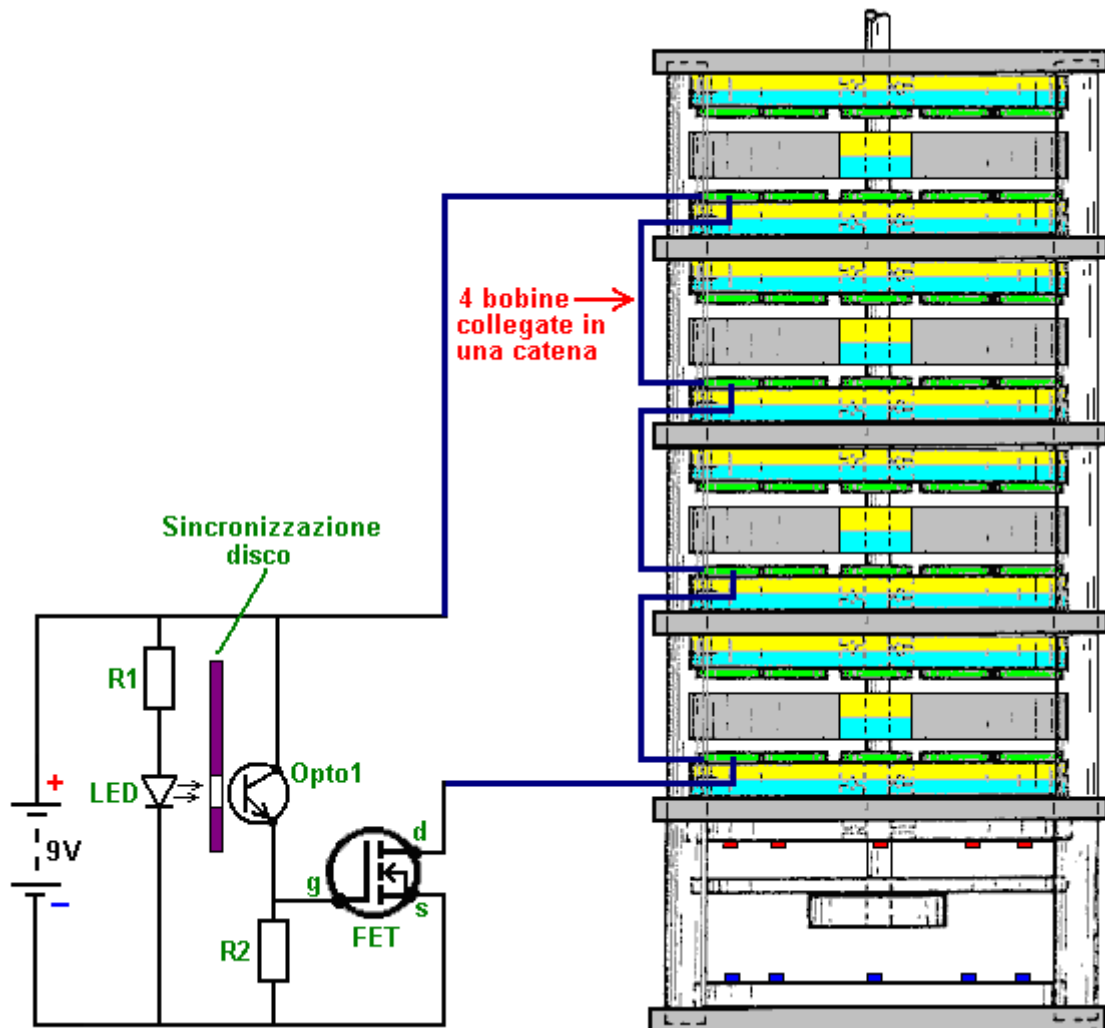 4 bobine
collegate in
una catena
Sincronizzazione
disco
R1
LED
Opto1
+
9V
–
d
g
s
FET
R2